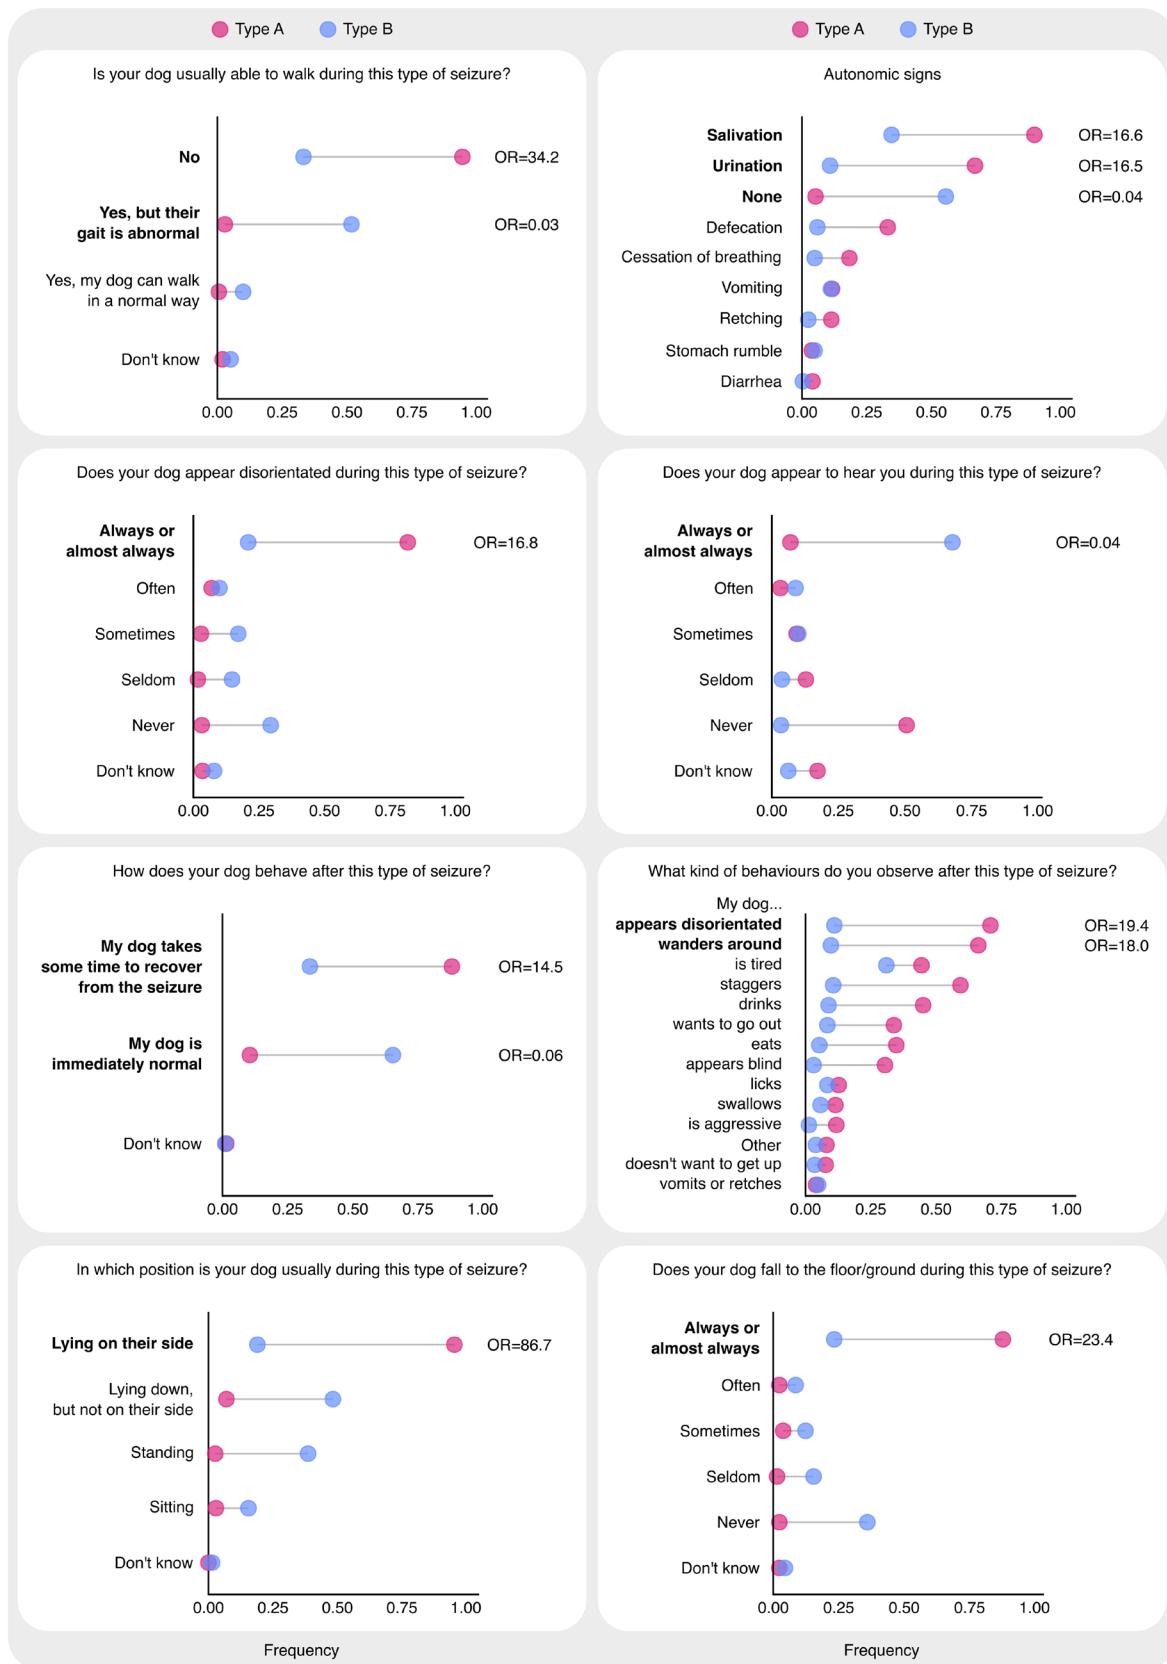 Type A
Type B
Type A
Type B
Is your dog usually able to walk during this type of seizure?
No
OR=34.2
Yes, but their
gait is abnormal
OR=0.03
Yes, my dog can walk
in a normal way
Don't know
0.00 0.25 0.50 0.75 1.00
Autonomic signs
Salivation
OR=16.6
Urination
OR=16.5
None
OR=0.04
Defecation
Cessation of breathing
Vomiting
Retching
Stomach rumble
Diarrhea
0.00 0.25 0.50 0.75 1.00
Does your dog appear disorientated during this type of seizure?
Always or
almost always
OR=16.8
Often
Sometimes
Seldom
Never
Don't know
0.00 0.25 0.50 0.75 1.00
Does your dog appear to hear you during this type of seizure?
Always or
almost always
OR=0.04
Often
Sometimes
Seldom
Never
Don't know
0.00 0.25 0.50 0.75 1.00
How does your dog behave after this type of seizure?
My dog takes
some time to recover
from the seizure
OR=14.5
My dog is
immediately normal
OR=0.06
Don't know
0.00 0.25 0.50 0.75 1.00
What kind of behaviours do you observe after this type of seizure?
My dog...
appears disorientated
OR=19.4
wanders around
OR=18.0
is tired
staggers
drinks
wants to go out
eats
appears blind
licks
swallows
is aggressive
Other
doesn't want to get up
vomits or retches
0.00 0.25 0.50 0.75 1.00
In which position is your dog usually during this type of seizure?
Lying on their side
OR=86.7
Lying down,
but not on their side
Standing
Sitting
Don't know
0.00 0.25 0.50 0.75 1.00
Frequency
Does your dog fall to the floor/ground during this type of seizure?
Always or
almost always
OR=23.4
Often
Sometimes
Seldom
Never
Don't know
0.00 0.25 0.50 0.75 1.00
Frequency